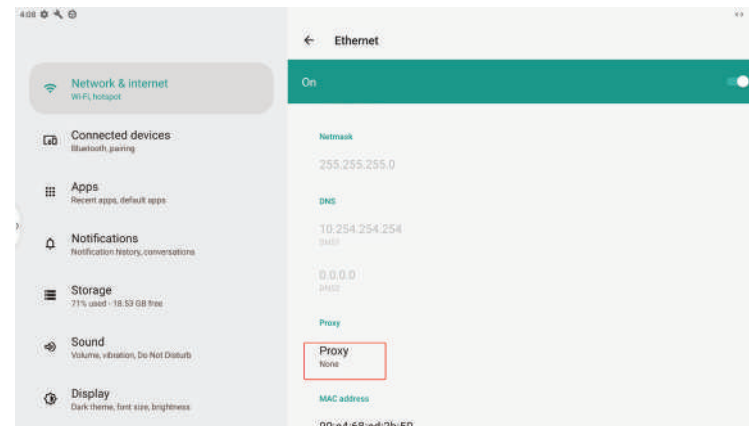 4:08
Ethernet
On
Network & internet
Wi-Fi, hotspot
Connected devices
Bluetooth, pairing
Apps
Recent apps, default apps
Notifications
Notification history, conversations
Storage
71% used - 18.53 GB free
Sound
Volume, vibration, Do Not Disturb
Display
Dark theme, font size, brightness
Netmask
255.255.255.0
DNS
10.254.254.254
0.0.0.0
DNS2
Proxy
Proxy
None
MAC address